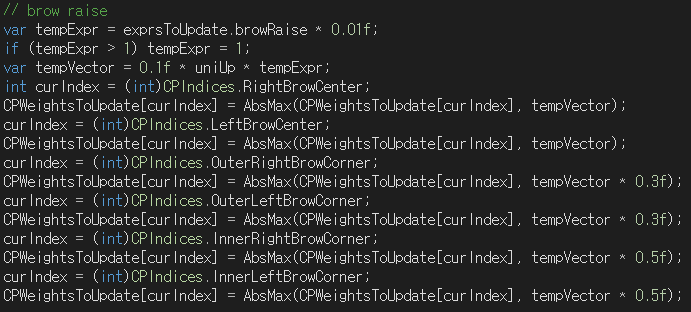 // brow raise
var tempExpr = exprsToUpdate.browRaise * 0.01f;
if (tempExpr > 1) tempExpr = 1;
var tempVector = 0.1f * uniUp * tempExpr;
int curIndex = (int)CPIndices.RightBrowCenter;
CPWeightsToUpdate[curIndex] = AbsMax(CPWeightsToUpdate[curIndex], tempVector);
curIndex = (int)CPIndices.LeftBrowCenter;
CPWeightsToUpdate[curIndex] = AbsMax(CPWeightsToUpdate[curIndex], tempVector);
curIndex = (int)CPIndices.OuterRightBrowCorner;
CPWeightsToUpdate[curIndex] = AbsMax(CPWeightsToUpdate[curIndex], tempVector * 0.3f);
curIndex = (int)CPIndices.OuterLeftBrowCorner;
CPWeightsToUpdate[curIndex] = AbsMax(CPWeightsToUpdate[curIndex], tempVector * 0.3f);
curIndex = (int)CPIndices.InnerRightBrowCorner;
CPWeightsToUpdate[curIndex] = AbsMax(CPWeightsToUpdate[curIndex], tempVector * 0.5f);
curIndex = (int)CPIndices.InnerLeftBrowCorner;
CPWeightsToUpdate[curIndex] = AbsMax(CPWeightsToUpdate[curIndex], tempVector * 0.5f);